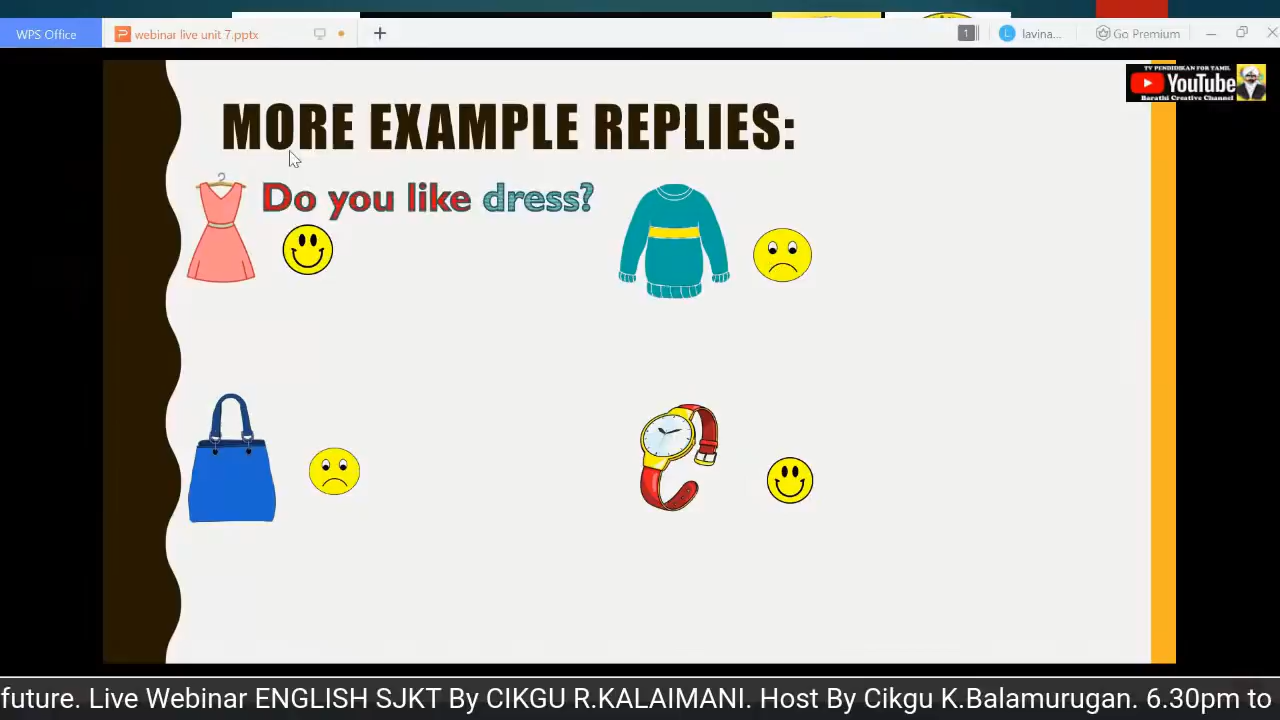 WPS Office
webinar live unit 7.pptx
1
L
lavina...
Go Premium
TV PENDIDIKAN FOR TAMIL
YouTube
Barathi Creative Channel
MORE EXAMPLE REPLIES:
Do you like dress?
future. Live Webinar ENGLISH SJKT By CIKGU R.KALAIMANI. Host By Cikgu K.Balamurugan. 6.30pm to